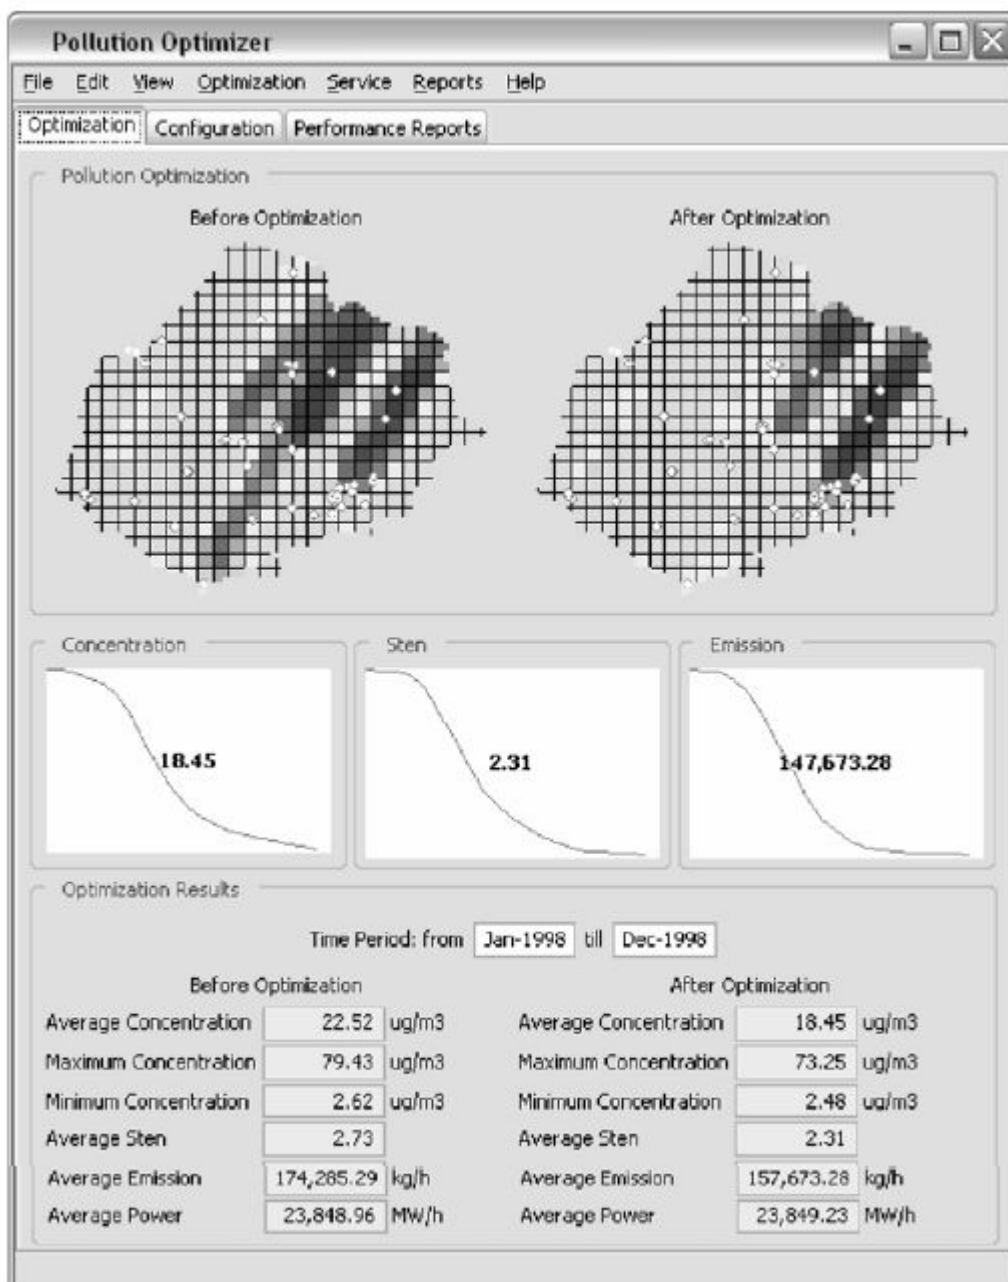 Pollution Optimizer
File Edit View Optimization Service Reports Help
Optimization Configuration Performance Reports
Pollution Optimization
Before Optimization After Optimization
Concentration Sten Emission
18.45 2.31 147,673.28
Optimization Results
Time Period: from Jan-1998 till Dec-1998
Before Optimization After Optimization
Average Concentration 22.52 ug/m3 Average Concentration 18.45 ug/m3
Maximum Concentration 79.43 ug/m3 Maximum Concentration 73.25 ug/m3
Minimum Concentration 2.62 ug/m3 Minimum Concentration 2.48 ug/m3
Average Sten 2.73 Average Sten 2.31
Average Emission 174,285.29 kg/h Average Emission 157,673.28 kg/h
Average Power 23,848.96 MW/h Average Power 23,849.23 MW/h